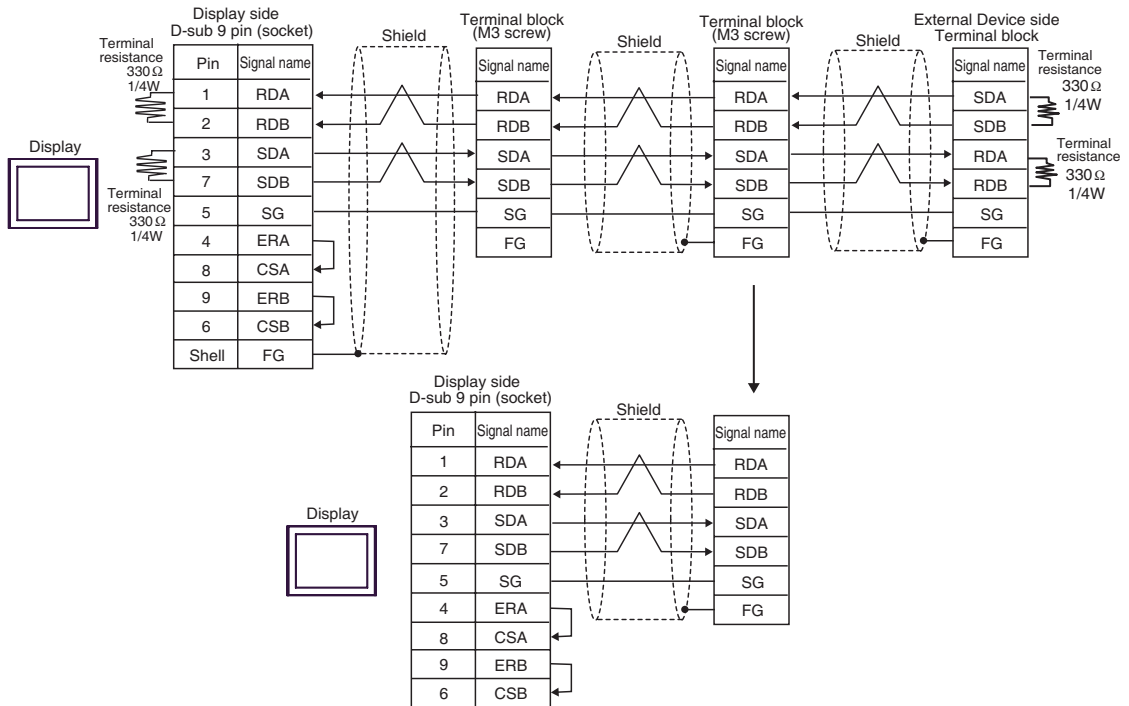 Display side
D-sub 9 pin (socket)
Terminal block
(M3 screw)
Terminal block
(M3 screw)
External Device side
Terminal block
Terminal
resistance
330 Ω
1/4W
Shield
Shield
Shield
Terminal
resistance
330 Ω
1/4W
Pin Signal name
1 RDA
2 RDB
3 SDA
7 SDB
5 SG
4 ERA
8 CSA
9 ERB
6 CSB
Shell FG
Signal name
RDA
RDB
SDA
SDB
SG
FG
Signal name
RDA
RDB
SDA
SDB
SG
FG
Signal name
SDA
SDB
RDA
RDB
SG
FG
Terminal
resistance
330 Ω
1/4W
Display
Terminal
resistance
330 Ω
1/4W
Display side
D-sub 9 pin (socket)
Shield
Pin Signal name
1 RDA
2 RDB
3 SDA
7 SDB
5 SG
4 ERA
8 CSA
9 ERB
6 CSB
Signal name
RDA
RDB
SDA
SDB
SG
FG
Display